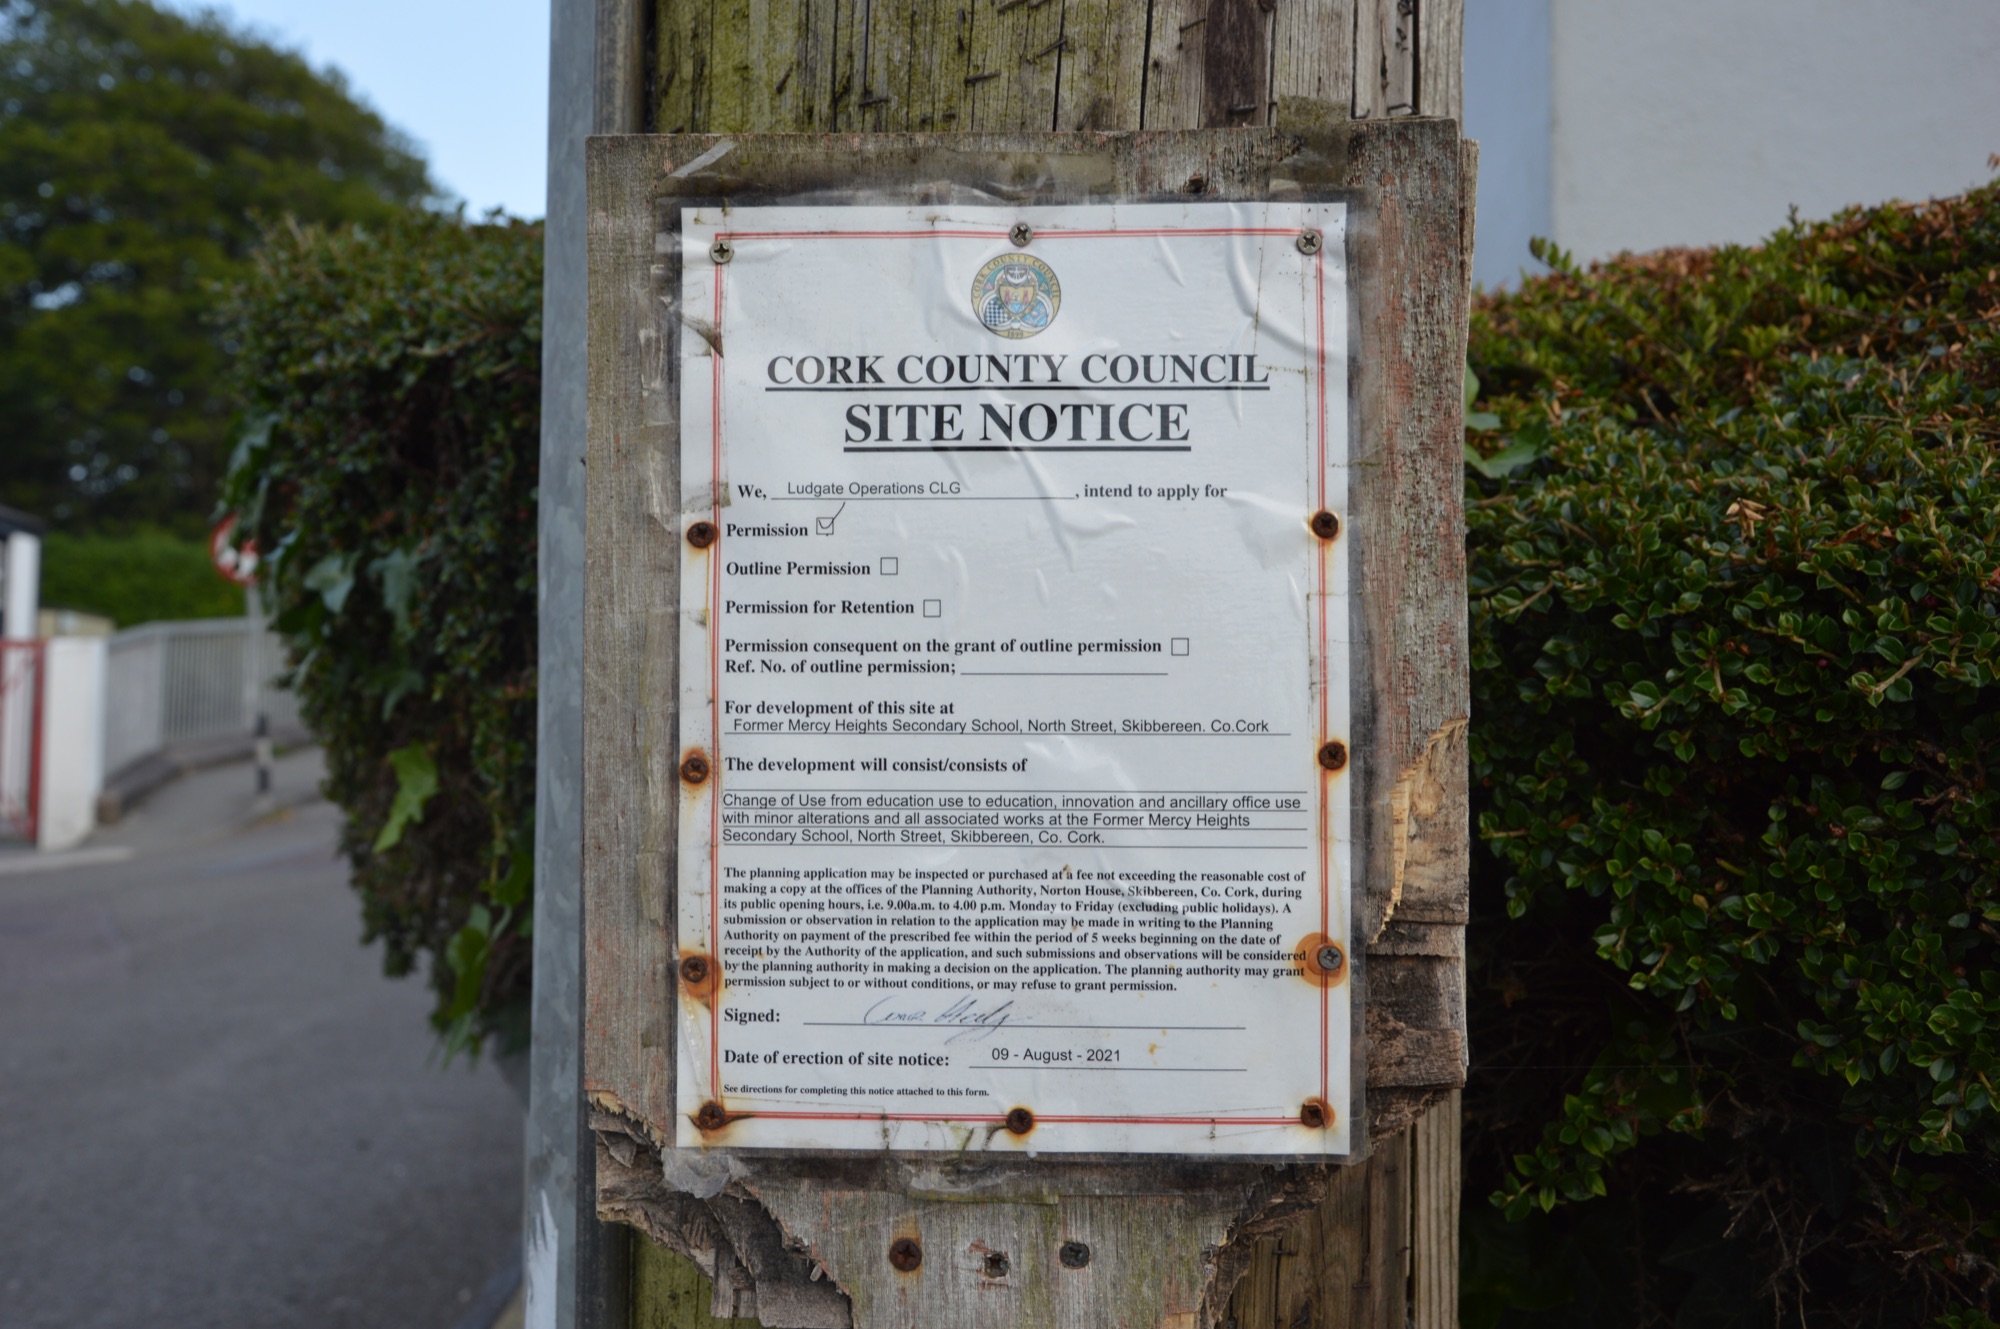 CORK COUNTY COUNCIL
CORK COUNTY COUNCIL
SITE NOTICE
We, Ludgate Operations CLG, intend to apply for
Permission
Outline Permission
Permission for Retention
Permission consequent on the grant of outline permission
Ref. No. of outline permission;
For development of this site at
Former Mercy Heights Secondary School, North Street, Skibbereen. Co.Cork
The development will consist/consists of
Change of Use from education use to education, innovation and ancillary office use
with minor alterations and all associated works at the Former Mercy Heights
Secondary School, North Street, Skibbereen, Co. Cork.
The planning application may be inspected or purchased at a fee not exceeding the reasonable cost of
making a copy at the offices of the Planning Authority, Norton House, Skibbereen, Co. Cork, during
its public opening hours, i.e. 9.00a.m. to 4.00 p.m. Monday to Friday (excluding public holidays). A
submission or observation in relation to the application may be made in writing to the Planning
Authority on payment of the prescribed fee within the period of 5 weeks beginning on the date of
receipt by the Authority of the application, and such submissions and observations will be considered
by the planning authority in making a decision on the application. The planning authority may grant
permission subject to or without conditions, or may refuse to grant permission.
Signed:
Date of erection of site notice: 09 - August - 2021
See directions for completing this notice attached to this form.